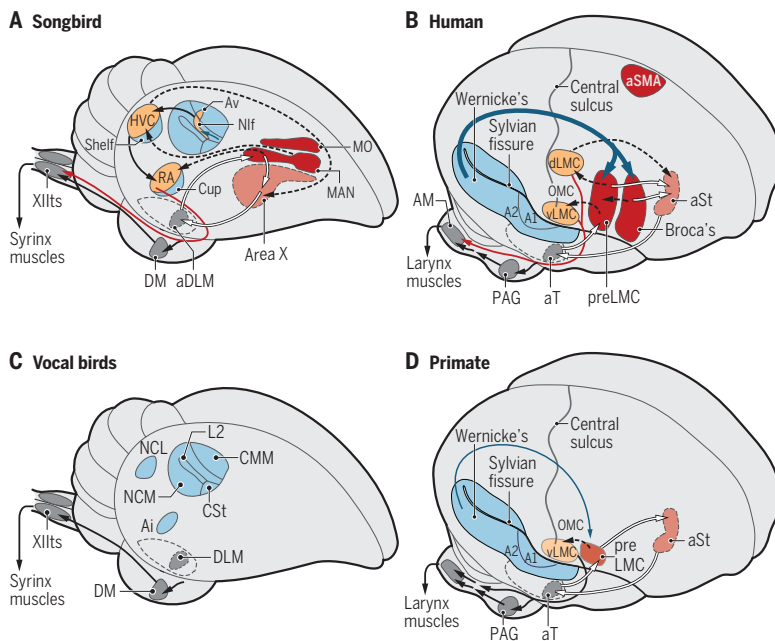 A Songbird
HVC
Av
NIf
Shelf
RA
Cup
MO
MAN
XIIts
Syrinx
muscles
DM
aDLM
Area X
B Human
aSMA
Wernicke's
Central
sulcus
Sylvian
fissure
dLMC
OMC
vLMC
A2
A1
AM
aSt
Broca's
Larynx
muscles
PAG
aT
preLMC
C Vocal birds
L2
NCL
CMM
NCM
CSt
Ai
XIIts
DLM
Syrinx
muscles
DM
D Primate
Wernicke's
Central
sulcus
Sylvian
fissure
OMC
A2
A1
vLMC
pre
LMC
aSt
Larynx
muscles
PAG
aT